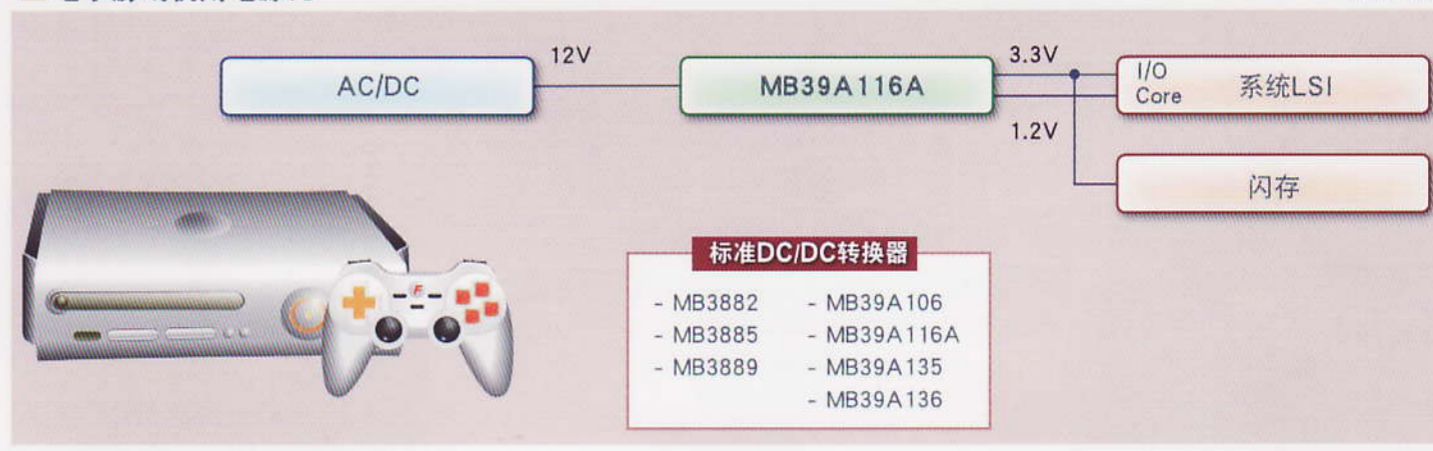 12V
AC/DC
MB39A116A
3.3V
1.2V
I/O
Core
系统LSI
闪存
标准DC/DC转换器
- MB3882
- MB3885
- MB3889
- MB39A106
- MB39A116A
- MB39A135
- MB39A136
F